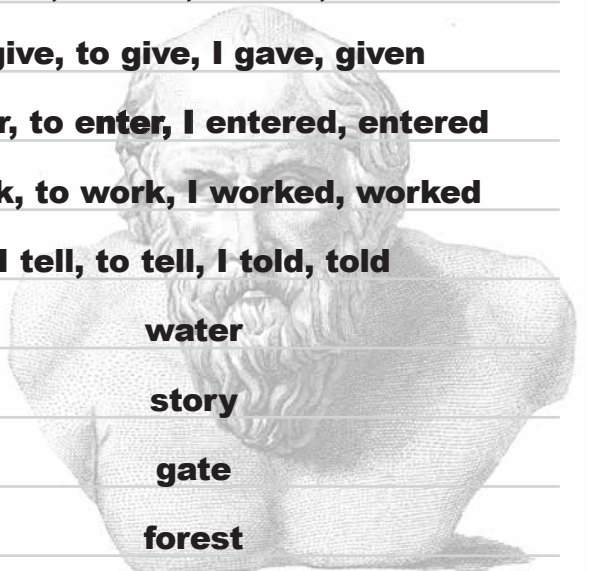 give, to give, I gave, given
r, to enter, I entered, entered
k, to work, I worked, worked
I tell, to tell, I told, told
water
story
gate
forest